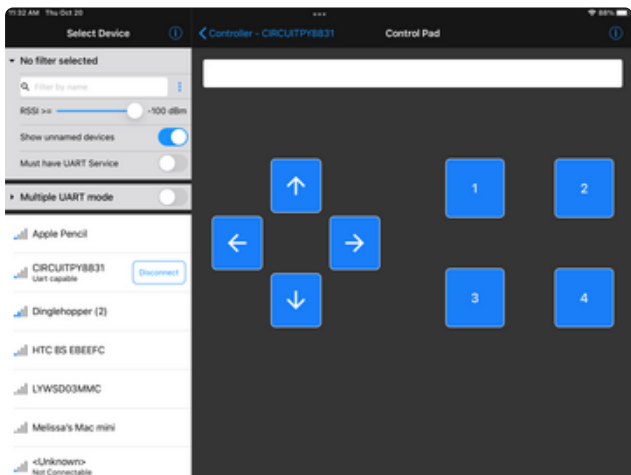 11:32 AM Thu Oct 20
88%
Select Device
Controller - CIRCUITPY8831
Control Pad
No filter selected
Filter by name
RSSI >=
-100 dBm
Show unnamed devices
Must have UART Service
Multiple UART mode
Apple Pencil
CIRCUITPY8831
Uart capable
Disconnect
Dinglehopper (2)
HTC BS EBEEFC
LYWSD03MMC
Melissa's Mac mini
<Unknown>
Not Connectable
1
2
3
4